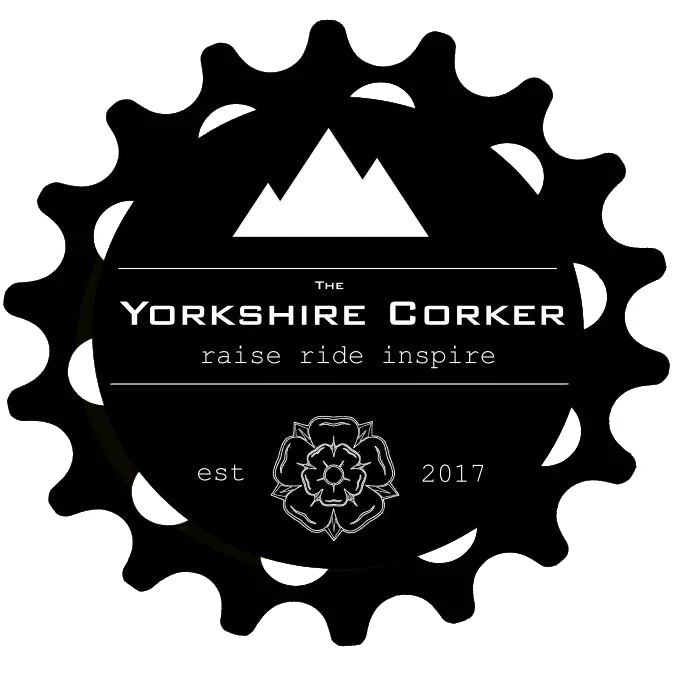 The
Yorkshire Corker
raise ride inspire
est 2017